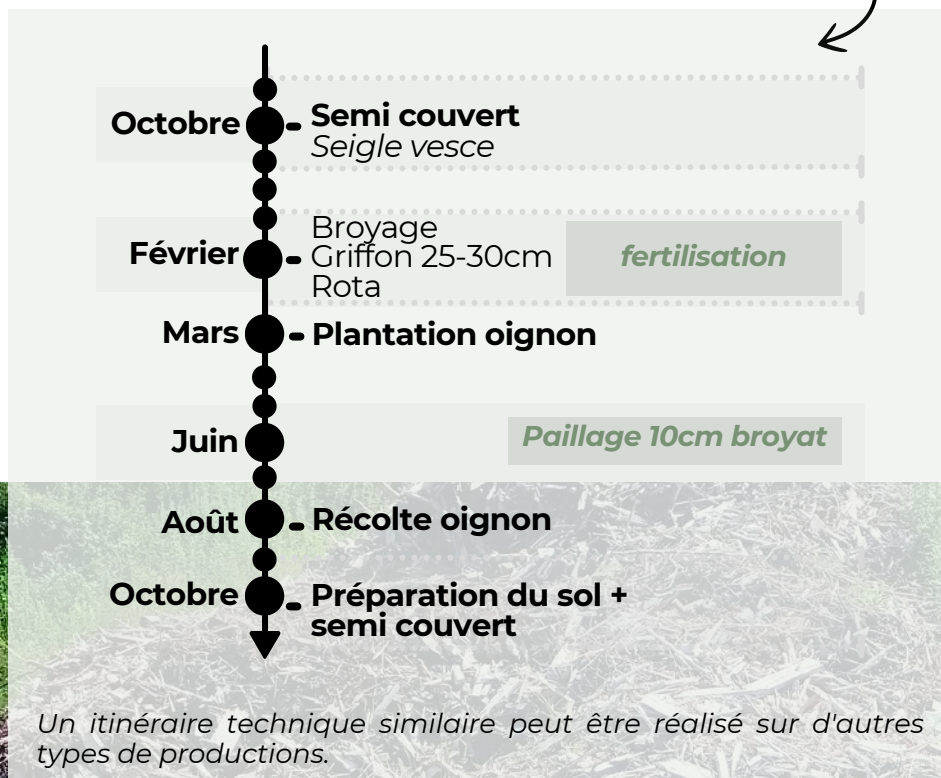 Octobre
Semi couvert
Seigle vesce
Février
Broyage
Griffon 25-30cm
Rota
fertilisation
Mars
Plantation oignon
Juin
Paillage 10cm broyat
Août
Récolte oignon
Octobre
Préparation du sol +
semi couvert
Un itinéraire technique similaire peut être réalisé sur d'autres
types de productions.